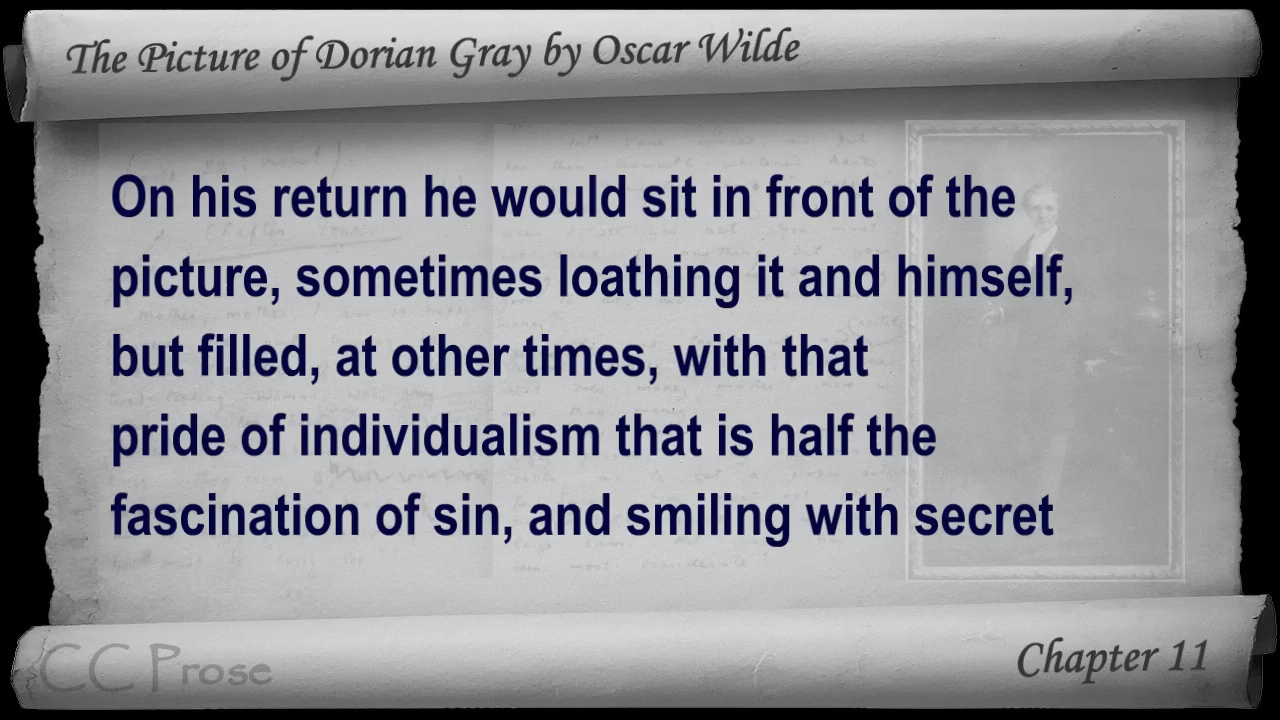 The Picture of Dorian Gray by Oscar Wilde
On his return he would sit in front of the
picture, sometimes loathing it and himself,
but filled, at other times, with that
pride of individualism that is half the
fascination of sin, and smiling with secret
CC Prose
Chapter 11